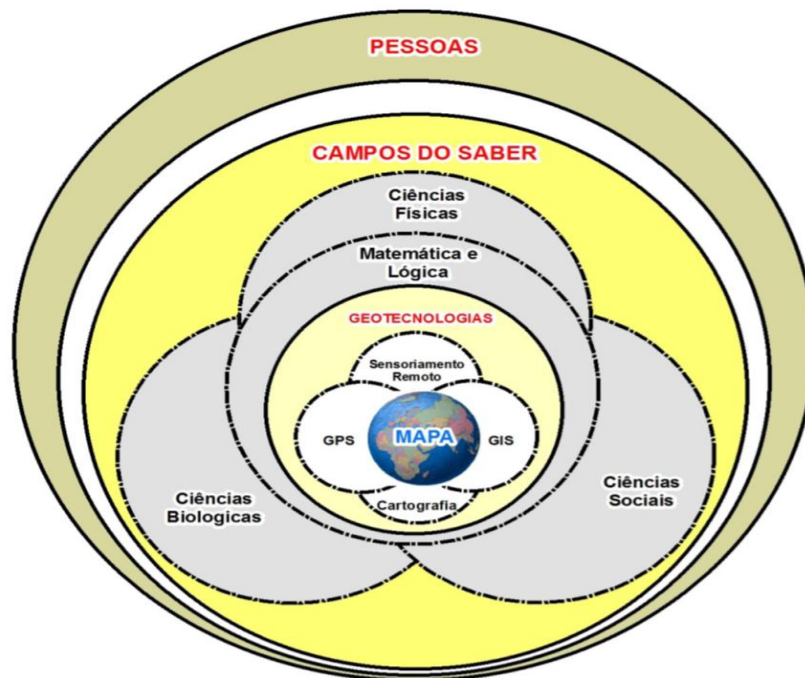 PESSOAS
CAMPOS DO SABER
Ciências
Físicas
Matemática e
Lógica
GEOTECNOLOGIAS
Sensoriamento
Remoto
GPS
MAPA
GIS
Cartografia
Ciências
Biologicas
Ciências
Sociais